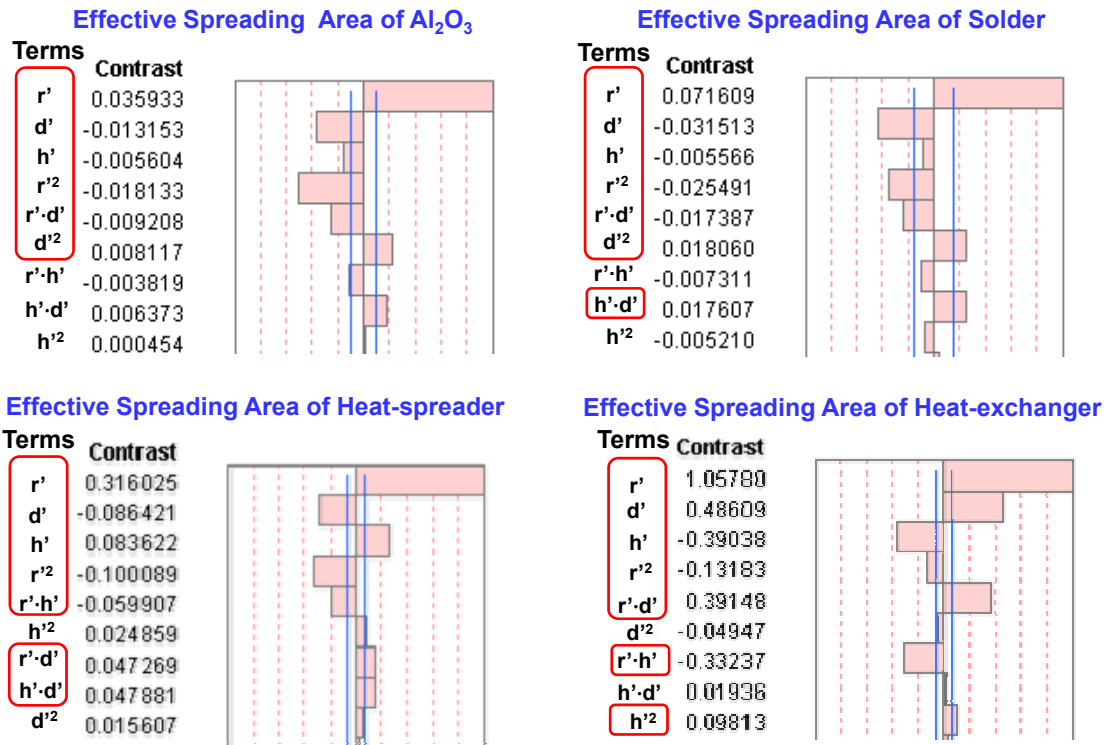 Effective Spreading Area of Al₂O₃
Terms Contrast
r' 0.035933
d' -0.013153
h' -0.005604
r'² -0.018133
r'·d' -0.009208
d'² 0.008117
r'·h' -0.003819
h'·d' 0.006373
h'² 0.000454
Effective Spreading Area of Solder
Terms Contrast
r' 0.071609
d' -0.031513
h' -0.005566
r'² -0.025491
r'·d' -0.017387
d'² 0.018060
r'·h' -0.007311
h'·d' 0.017607
h'² -0.005210
Effective Spreading Area of Heat-spreader
Terms Contrast
r' 0.316025
d' -0.086421
h' 0.083622
r'² -0.100089
r'·h' -0.059907
h'² 0.024859
r'·d' 0.047269
h'·d' 0.047881
d'² 0.015607
Effective Spreading Area of Heat-exchanger
Terms Contrast
r' 1.05780
d' 0.48609
h' -0.39038
r'² -0.13183
r'·d' 0.39148
d'² -0.04947
r'·h' -0.33237
h'·d' 0.01936
h'² 0.09813